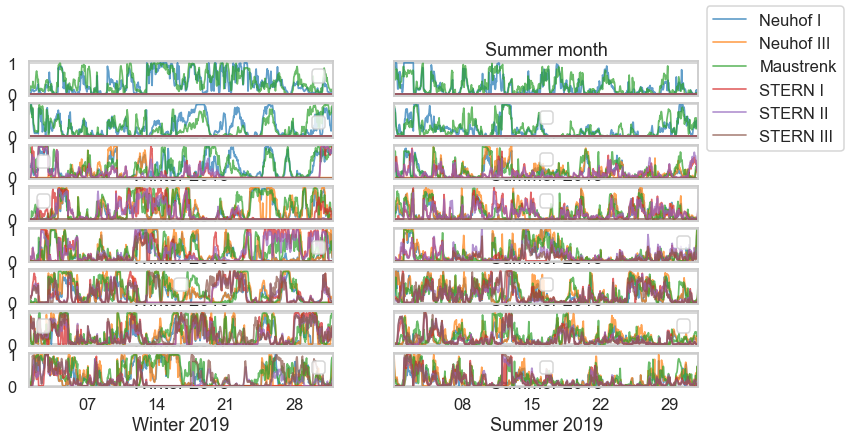 Summer month
Neuhof I
Neuhof III
Maustrenk
STERN I
STERN II
STERN III
1
0
1
0
1
0
1
0
1
0
1
0
1
0
1
0
07 14 21 28
08 15 22 29
Winter 2019
Summer 2019